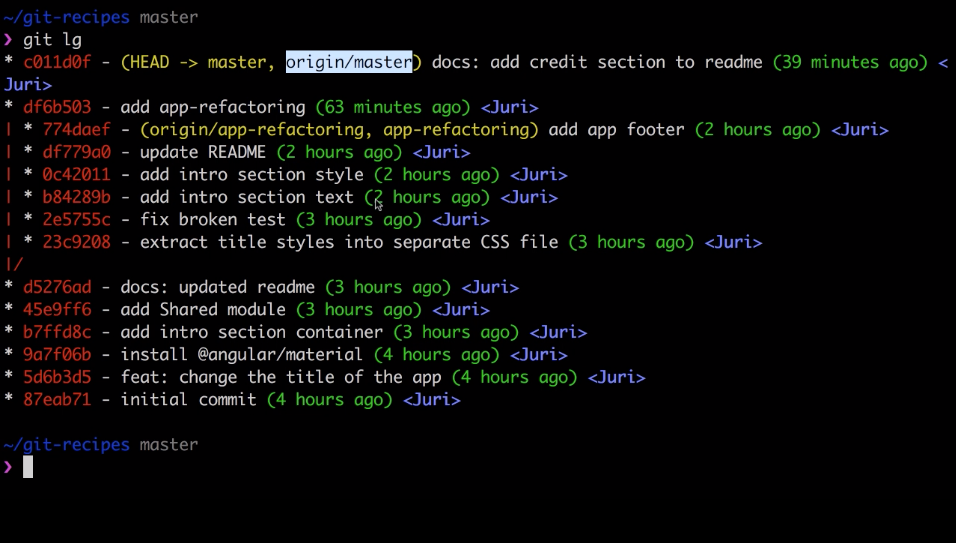 ~/git-recipes master
❯ git lg
* c011d0f - (HEAD -> master, origin/master) docs: add credit section to readme (39 minutes ago) <
Juri>
* df6b503 - add app-refactoring (63 minutes ago) <Juri>
| * 774daef - (origin/app-refactoring, app-refactoring) add app footer (2 hours ago) <Juri>
| * df779a0 - update README (2 hours ago) <Juri>
| * 0c42011 - add intro section style (2 hours ago) <Juri>
| * b84289b - add intro section text (2 hours ago) <Juri>
| * 2e5755c - fix broken test (3 hours ago) <Juri>
| * 23c9208 - extract title styles into separate CSS file (3 hours ago) <Juri>
|/
* d5276ad - docs: updated readme (3 hours ago) <Juri>
* 45e9ff6 - add Shared module (3 hours ago) <Juri>
* b7ffd8c - add intro section container (3 hours ago) <Juri>
* 9a7f06b - install @angular/material (4 hours ago) <Juri>
* 5d6b3d5 - feat: change the title of the app (4 hours ago) <Juri>
* 87eab71 - initial commit (4 hours ago) <Juri>
~/git-recipes master
❯